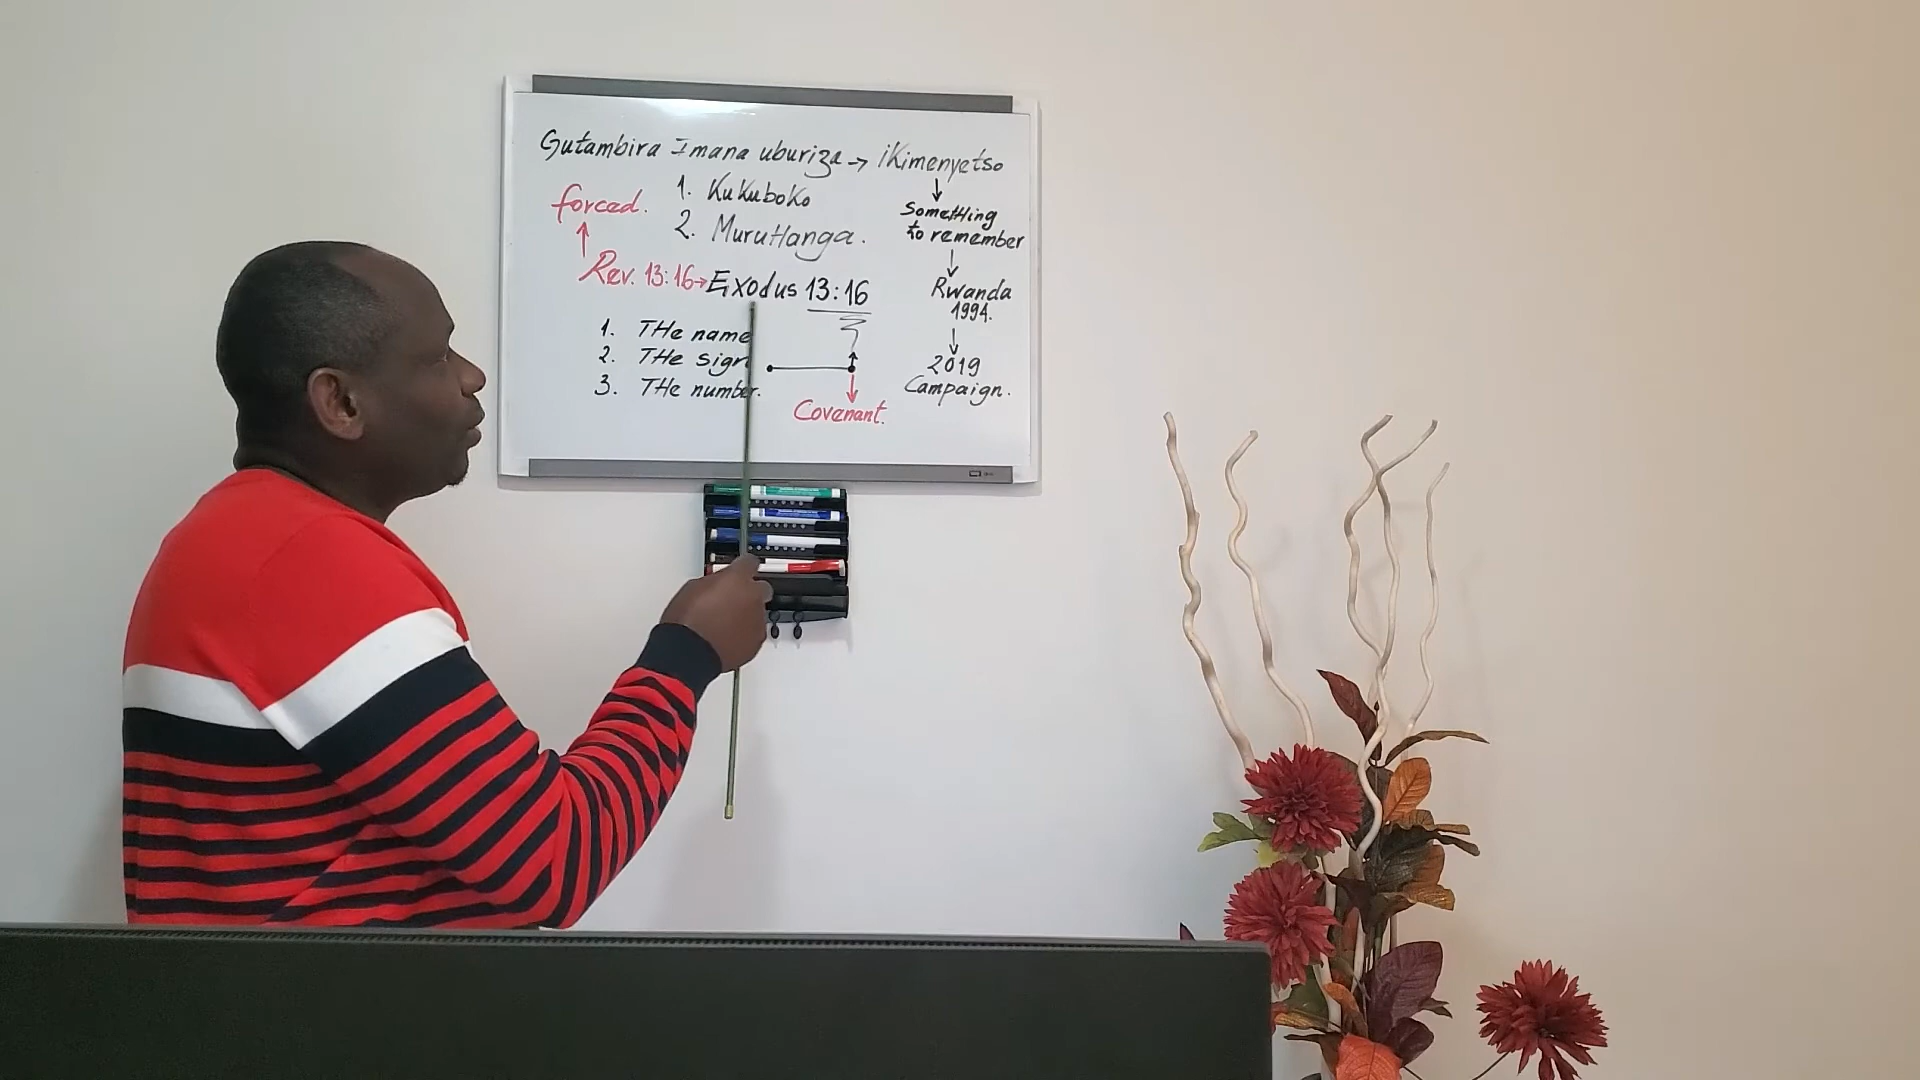 Gutambira Imana uburiza → ikimenyetso
forced.
1. Kukuboko
2. Muruhanga.
Rev. 13:16 → Exodus 13:16
1. The name
2. The sign
3. The number.
Covenant.
Something
to remember
Rwanda
1994.
2019
Campaign.